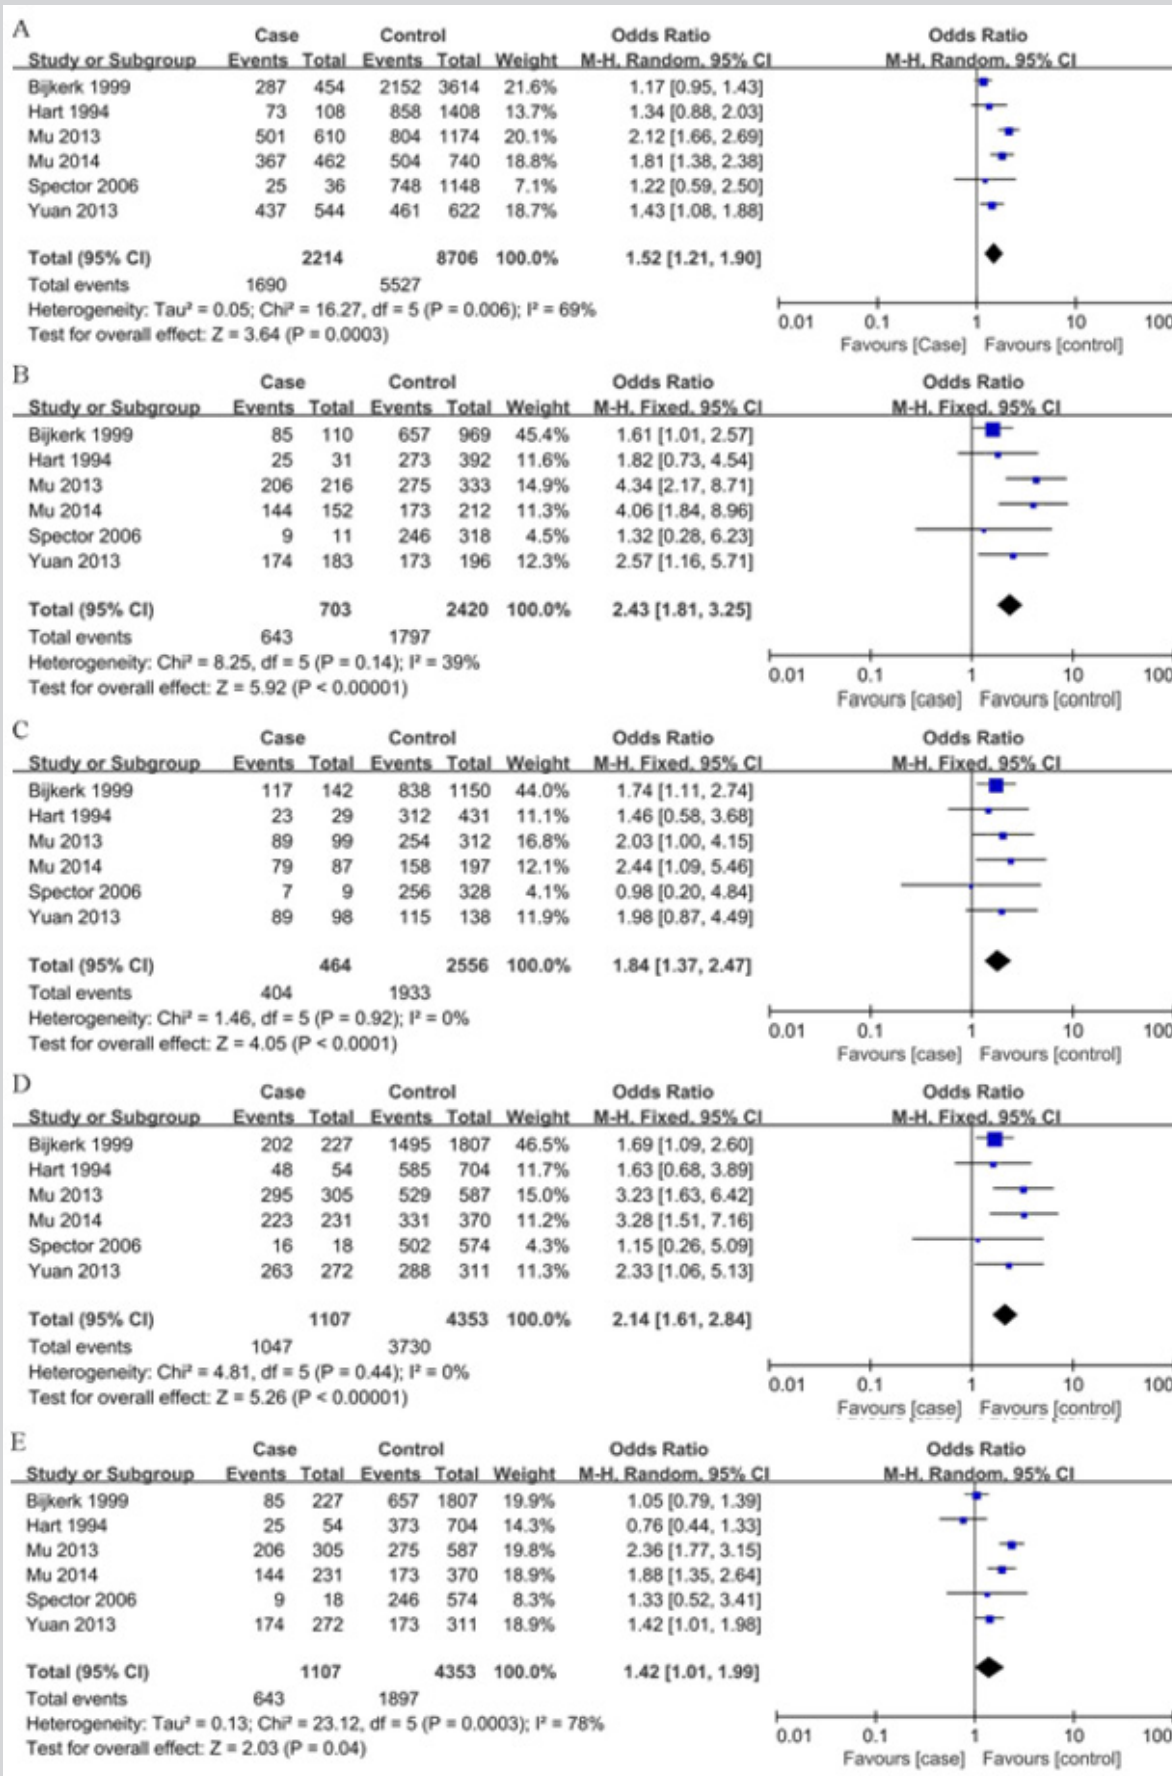 A
Case Control Odds Ratio Odds Ratio
Study or Subgroup Events Total Events Total Weight M-H, Random, 95% CI M-H, Random, 95% CI
Bijkerk 1999 287 454 2152 3614 21.6% 1.17 [0.95, 1.43]
Hart 1994 73 108 858 1408 13.7% 1.34 [0.88, 2.03]
Mu 2013 501 610 804 1174 20.1% 2.12 [1.66, 2.69]
Mu 2014 367 462 504 740 18.8% 1.81 [1.38, 2.38]
Spector 2006 25 36 748 1148 7.1% 1.22 [0.59, 2.50]
Yuan 2013 437 544 461 622 18.7% 1.43 [1.08, 1.88]
Total (95% CI) 2214 8706 100.0% 1.52 [1.21, 1.90]
Total events 1690 5527
Heterogeneity: Tau² = 0.05; Chi² = 16.27, df = 5 (P = 0.006); I² = 69%
Test for overall effect: Z = 3.64 (P = 0.0003)
0.01 0.1 1 10 100
Favours [Case] Favours [control]
B
Case Control Odds Ratio Odds Ratio
Study or Subgroup Events Total Events Total Weight M-H, Fixed, 95% CI M-H, Fixed, 95% CI
Bijkerk 1999 85 110 657 969 45.4% 1.61 [1.01, 2.57]
Hart 1994 25 31 273 392 11.6% 1.82 [0.73, 4.54]
Mu 2013 206 216 275 333 14.9% 4.34 [2.17, 8.71]
Mu 2014 144 152 173 212 11.3% 4.06 [1.84, 8.96]
Spector 2006 9 11 246 318 4.5% 1.32 [0.28, 6.23]
Yuan 2013 174 183 173 196 12.3% 2.57 [1.16, 5.71]
Total (95% CI) 703 2420 100.0% 2.43 [1.81, 3.25]
Total events 643 1797
Heterogeneity: Chi² = 8.25, df = 5 (P = 0.14); I² = 39%
Test for overall effect: Z = 5.92 (P < 0.00001)
0.01 0.1 1 10 100
Favours [case] Favours [control]
C
Case Control Odds Ratio Odds Ratio
Study or Subgroup Events Total Events Total Weight M-H, Fixed, 95% CI M-H, Fixed, 95% CI
Bijkerk 1999 117 142 838 1150 44.0% 1.74 [1.11, 2.74]
Hart 1994 23 29 312 431 11.1% 1.46 [0.58, 3.68]
Mu 2013 89 99 254 312 16.8% 2.03 [1.00, 4.15]
Mu 2014 79 87 158 197 12.1% 2.44 [1.09, 5.46]
Spector 2006 7 9 256 328 4.1% 0.98 [0.20, 4.84]
Yuan 2013 89 98 115 138 11.9% 1.98 [0.87, 4.49]
Total (95% CI) 464 2556 100.0% 1.84 [1.37, 2.47]
Total events 404 1933
Heterogeneity: Chi² = 1.46, df = 5 (P = 0.92); I² = 0%
Test for overall effect: Z = 4.05 (P < 0.0001)
0.01 0.1 1 10 100
Favours [case] Favours [control]
D
Case Control Odds Ratio Odds Ratio
Study or Subgroup Events Total Events Total Weight M-H, Fixed, 95% CI M-H, Fixed, 95% CI
Bijkerk 1999 202 227 1495 1807 46.5% 1.69 [1.09, 2.60]
Hart 1994 48 54 585 704 11.7% 1.63 [0.68, 3.89]
Mu 2013 295 305 529 587 15.0% 3.23 [1.63, 6.42]
Mu 2014 223 231 331 370 11.2% 3.28 [1.51, 7.16]
Spector 2006 16 18 502 574 4.3% 1.15 [0.26, 5.09]
Yuan 2013 263 272 288 311 11.3% 2.33 [1.06, 5.13]
Total (95% CI) 1107 4353 100.0% 2.14 [1.61, 2.84]
Total events 1047 3730
Heterogeneity: Chi² = 4.81, df = 5 (P = 0.44); I² = 0%
Test for overall effect: Z = 5.26 (P < 0.00001)
0.01 0.1 1 10 100
Favours [case] Favours [control]
E
Case Control Odds Ratio Odds Ratio
Study or Subgroup Events Total Events Total Weight M-H, Random, 95% CI M-H, Random, 95% CI
Bijkerk 1999 85 227 657 1807 19.9% 1.05 [0.79, 1.39]
Hart 1994 25 54 373 704 14.3% 0.76 [0.44, 1.33]
Mu 2013 206 305 275 587 19.8% 2.36 [1.77, 3.15]
Mu 2014 144 231 173 370 18.9% 1.88 [1.35, 2.64]
Spector 2006 9 18 246 574 8.3% 1.33 [0.52, 3.41]
Yuan 2013 174 272 173 311 18.9% 1.42 [1.01, 1.98]
Total (95% CI) 1107 4353 100.0% 1.42 [1.01, 1.99]
Total events 643 1897
Heterogeneity: Tau² = 0.13; Chi² = 23.12, df = 5 (P = 0.0003); I² = 78%
Test for overall effect: Z = 2.03 (P = 0.04)
0.01 0.1 1 10 100
Favours [case] Favours [control]